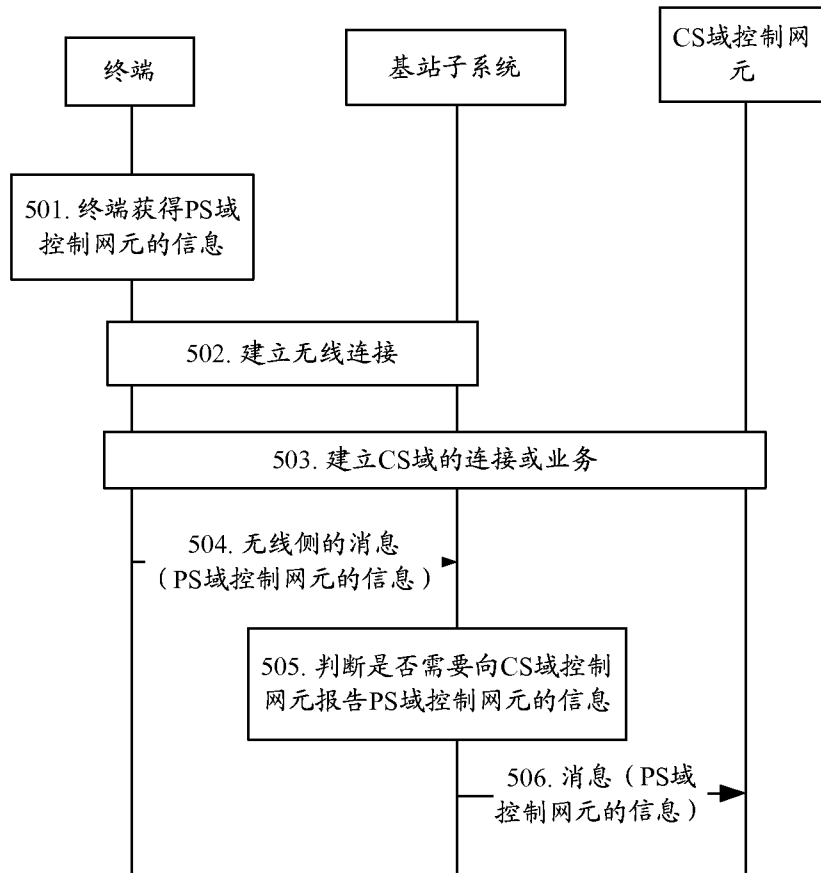 终端
基站子系统
CS域控制网
元
501. 终端获得PS域
控制网元的信息
502. 建立无线连接
503. 建立CS域的连接或业务
504. 无线侧的消息
（PS域控制网元的信息）
505. 判断是否需要向CS域控制
网元报告PS域控制网元的信息
506. 消息（PS域
控制网元的信息）